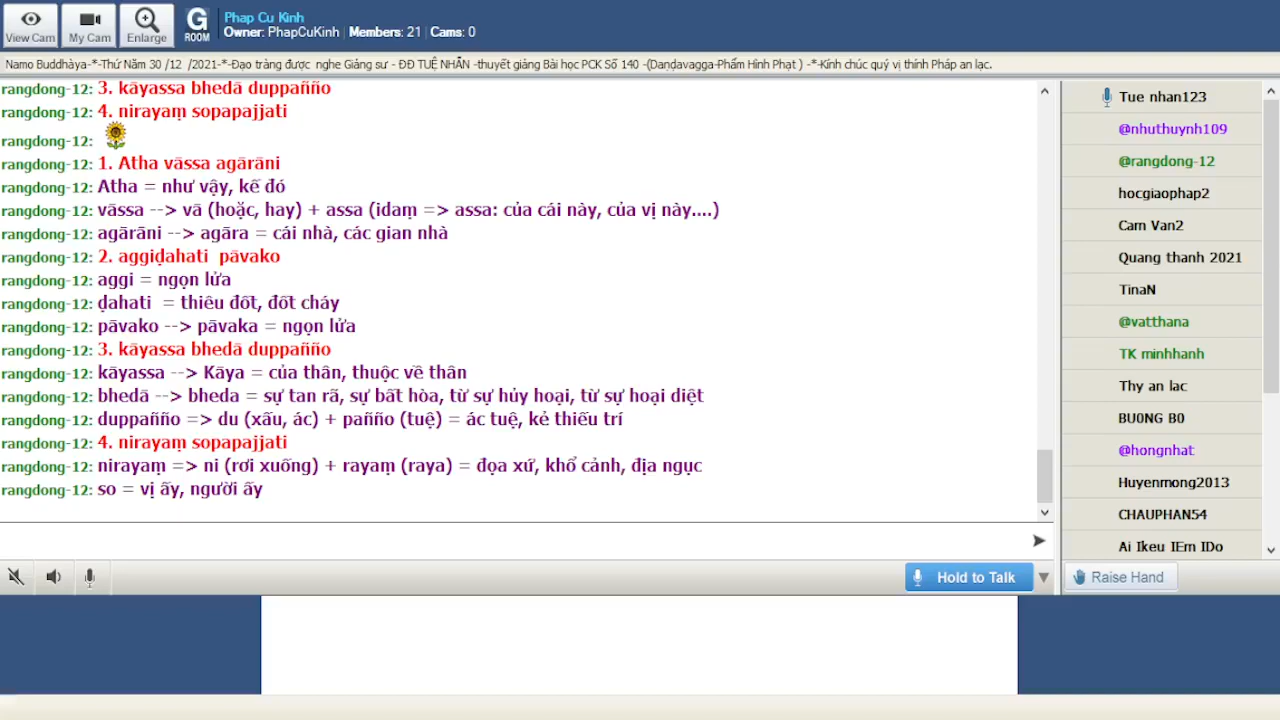 View Cam
My Cam
Enlarge
G
ROOM
Phap Cu Kinh
Owner: PhapCuKinh | Members: 21 | Cams: 0
Namo Buddhàya-*-Thứ Năm 30 /12 /2021-*-Đạo tràng được nghe Giảng sư - ĐĐ TUỆ NHÂN -thuyết giảng Bài học PCK Số 140 -(Daṇḍavagga-Phẩm Hình Phạt ) -*-Kính chúc quý vị thính Pháp an lạc.
rangdong-12: 3. kāyassa bhedā duppañño
rangdong-12: 4. nirayaṃ sopapajjati
rangdong-12:
rangdong-12: 1. Atha vāssa agārāni
rangdong-12: Atha = như vậy, kế đó
rangdong-12: vāssa --> vā (hoặc, hay) + assa (idaṃ => assa: của cái này, của vị này....)
rangdong-12: agārāni --> agāra = cái nhà, các gian nhà
rangdong-12: 2. aggiḍahati pāvako
rangdong-12: aggi = ngọn lửa
rangdong-12: ḍahati = thiêu đốt, đốt cháy
rangdong-12: pāvako --> pāvaka = ngọn lửa
rangdong-12: 3. kāyassa bhedā duppañño
rangdong-12: kāyassa --> Kāya = của thân, thuộc về thân
rangdong-12: bhedā --> bheda = sự tan rã, sự bất hòa, từ sự hủy hoại, từ sự hoại diệt
rangdong-12: duppañño => du (xấu, ác) + pañño (tuệ) = ác tuệ, kẻ thiếu trí
rangdong-12: 4. nirayaṃ sopapajjati
rangdong-12: nirayaṃ => ni (rơi xuống) + rayaṃ (raya) = đọa xứ, khổ cảnh, địa ngục
rangdong-12: so = vị ấy, người ấy
Tue nhan123
@nhuthuynh109
@rangdong-12
hocgiaophap2
Cam Van2
Quang thanh 2021
TinaN
@vatthana
TK minhhanh
Thy an lac
BU0NG B0
@hongnhat
Huyenmong2013
CHAUPHAN54
Ai Ikeu IEm IDo
Hold to Talk
Raise Hand